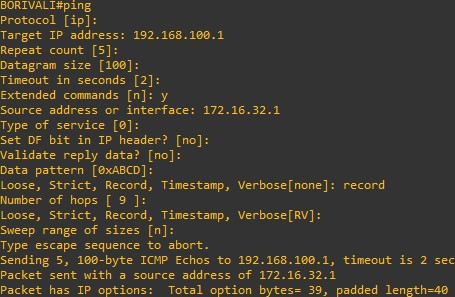 BORIVALI#ping
Protocol [ip]:
Target IP address: 192.168.100.1
Repeat count [5]:
Datagram size [100]:
Timeout in seconds [2]:
Extended commands [n]: y
Source address or interface: 172.16.32.1
Type of service [0]:
Set DF bit in IP header? [no]:
Validate reply data? [no]:
Data pattern [0xABCD]:
Loose, Strict, Record, Timestamp, Verbose[none]: record
Number of hops [ 9 ]:
Loose, Strict, Record, Timestamp, Verbose[RV]:
Sweep range of sizes [n]:
Type escape sequence to abort.
Sending 5, 100-byte ICMP Echos to 192.168.100.1, timeout is 2 sec
Packet sent with a source address of 172.16.32.1
Packet has IP options:  Total option bytes= 39, padded length=40